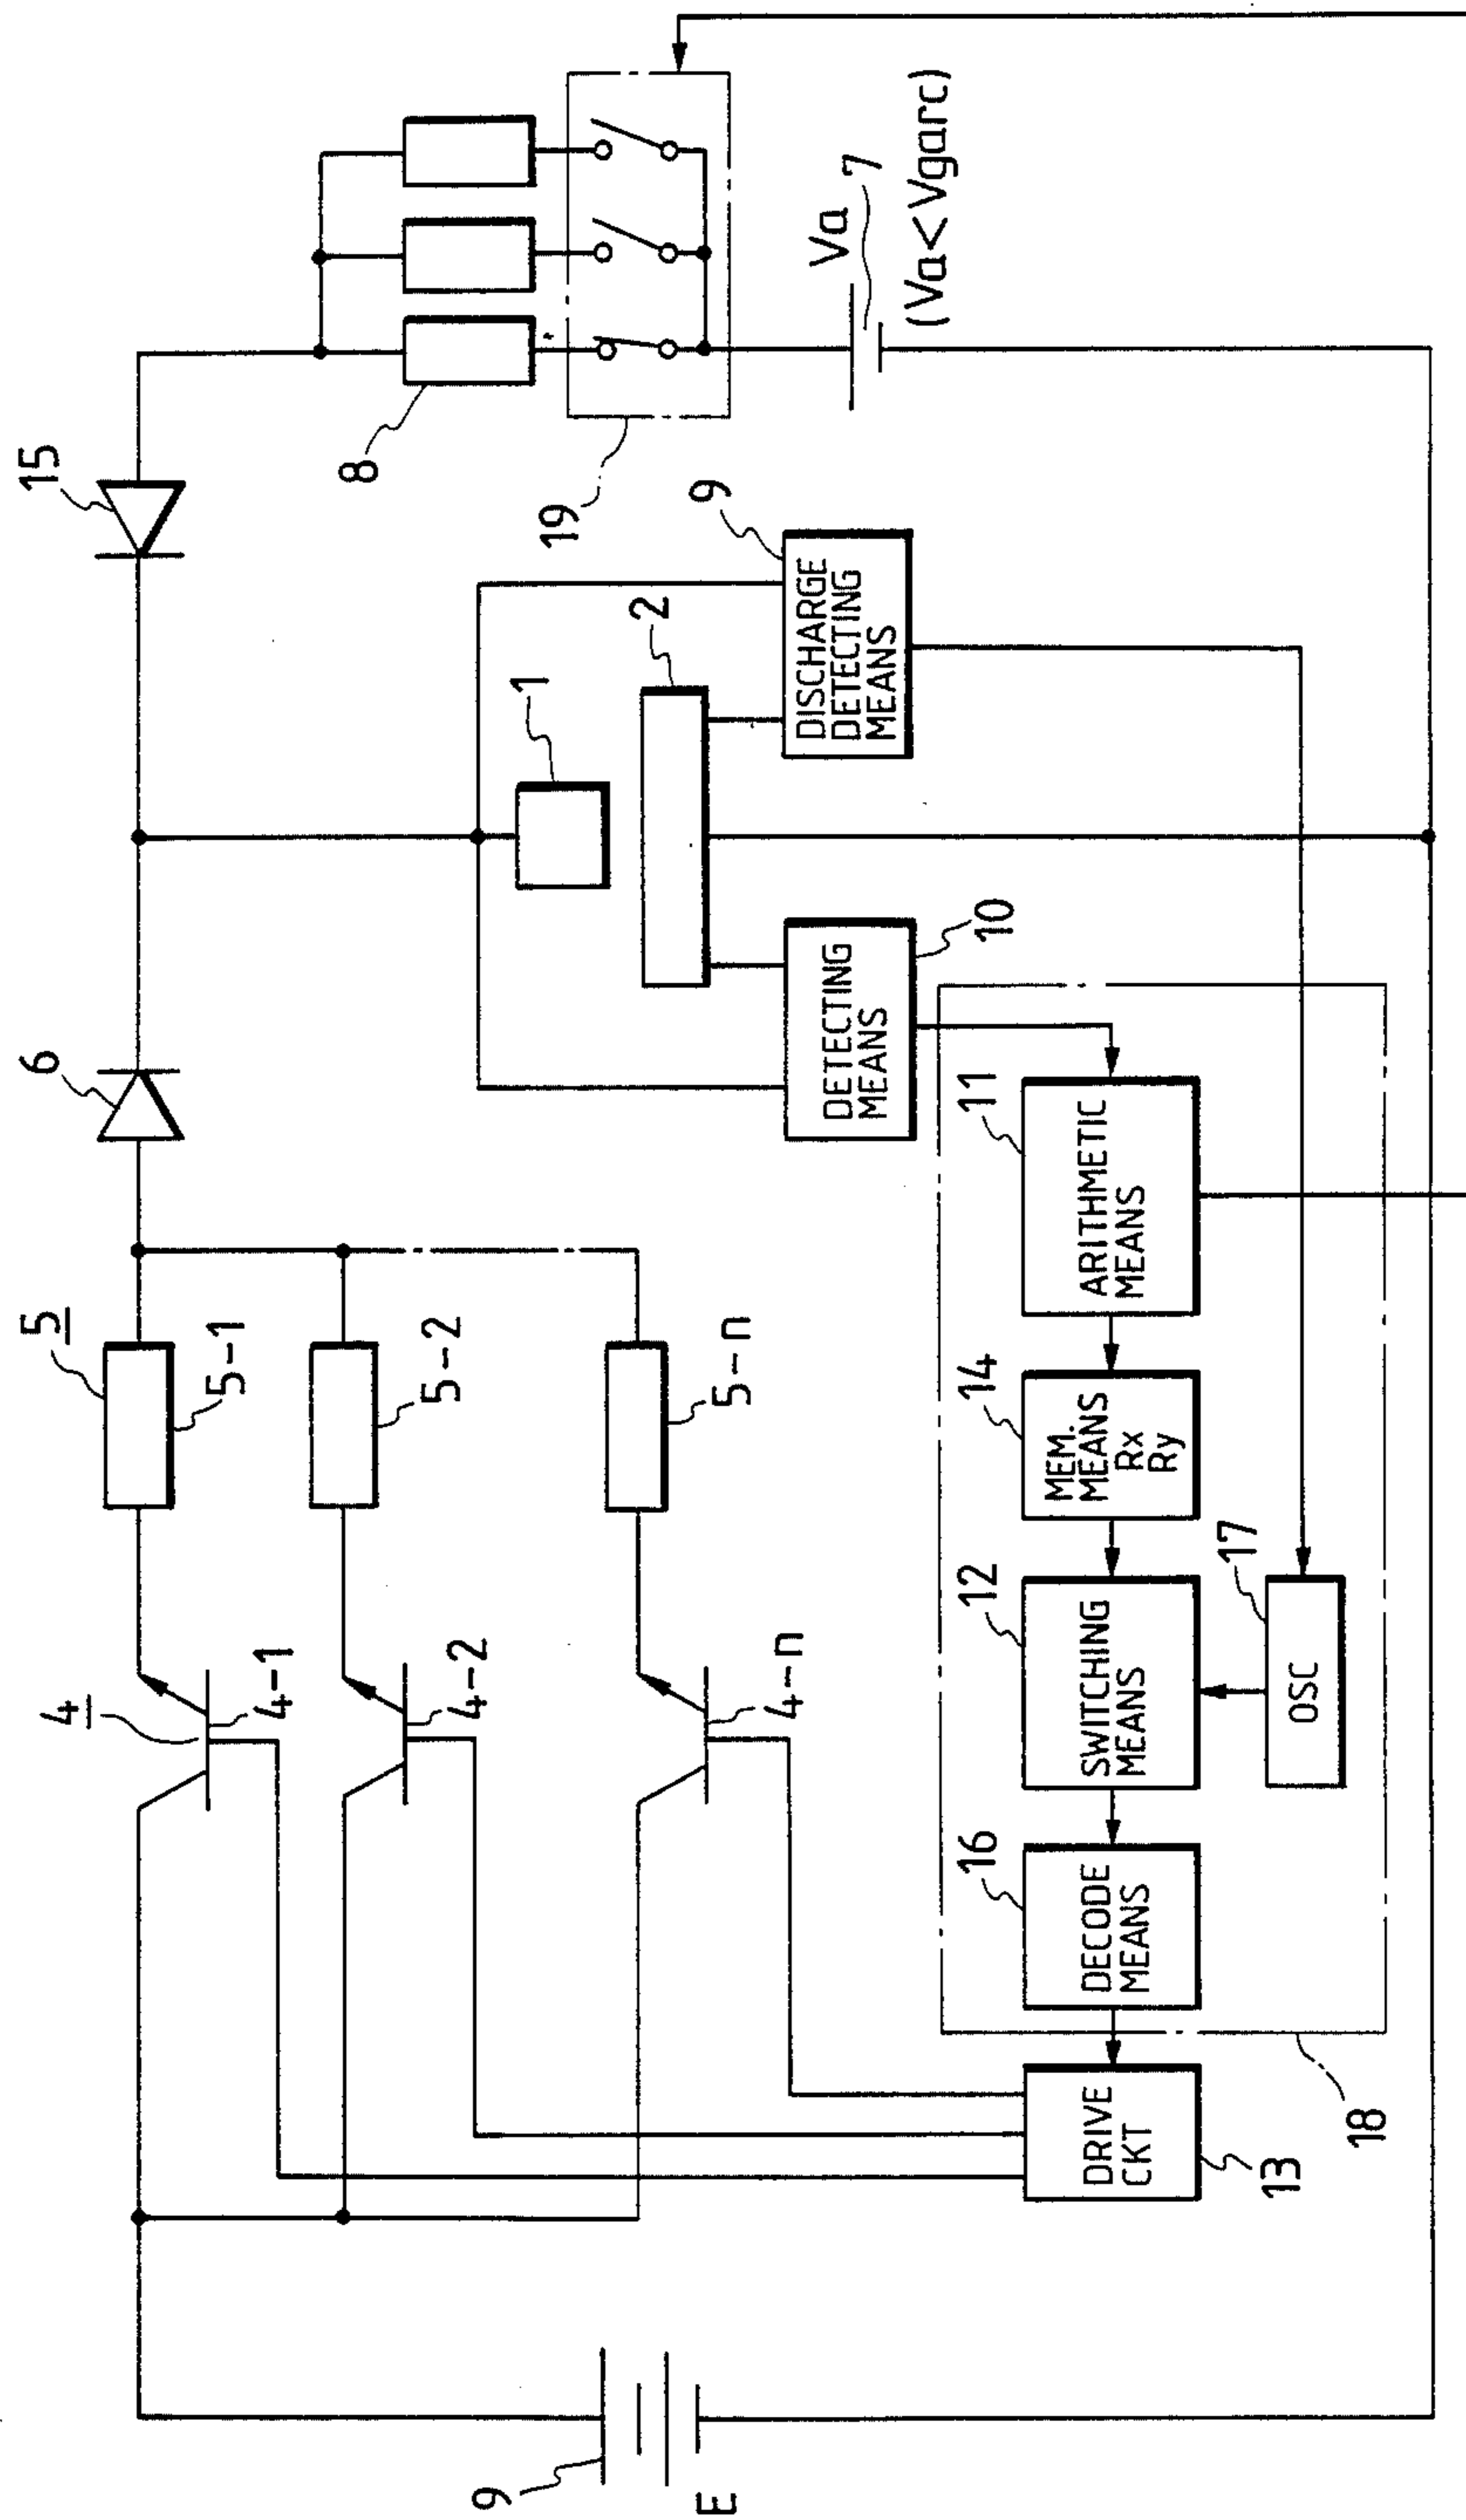 5
4
5-1
4-1
5-2
4-2
5-n
4-n
6
15
8
19
Va
7
(Va<Vgarc)
1
2
9
DISCHARGE
DETECTING
MEANS
DETECTING
MEANS
10
9
E
DRIVE
CKT
13
16
DECODE
MEANS
12
SWITCHING
MEANS
14
MEM.
MEANS
Rx
Ry
11
ARITHMETIC
MEANS
17
OSC
18